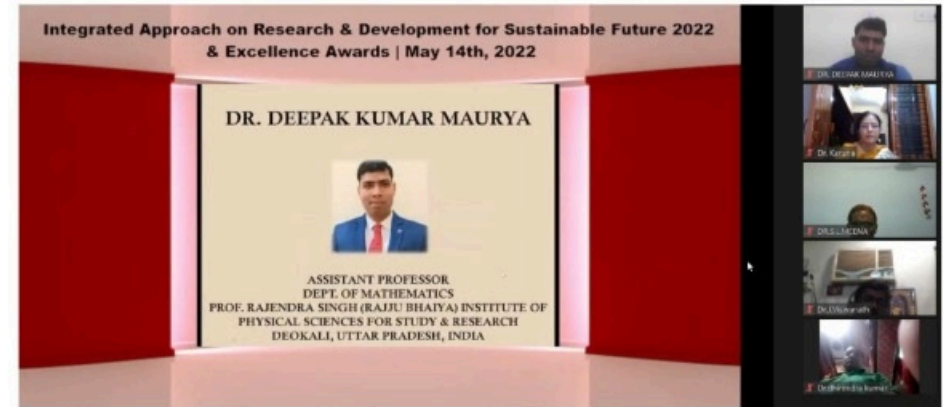 Integrated Approach on Research & Development for Sustainable Future 2022
& Excellence Awards | May 14th, 2022
DR. DEEPAK KUMAR MAURYA
ASSISTANT PROFESSOR
DEPT. OF MATHEMATICS
PROF. RAJENDRA SINGH (RAJJU BHAIYA) INSTITUTE OF
PHYSICAL SCIENCES FOR STUDY & RESEARCH
DEOKALI, UTTAR PRADESH, INDIA
DR. DEEPAK MAURYA
Dr. Karuna
DR.S.L.MEENA